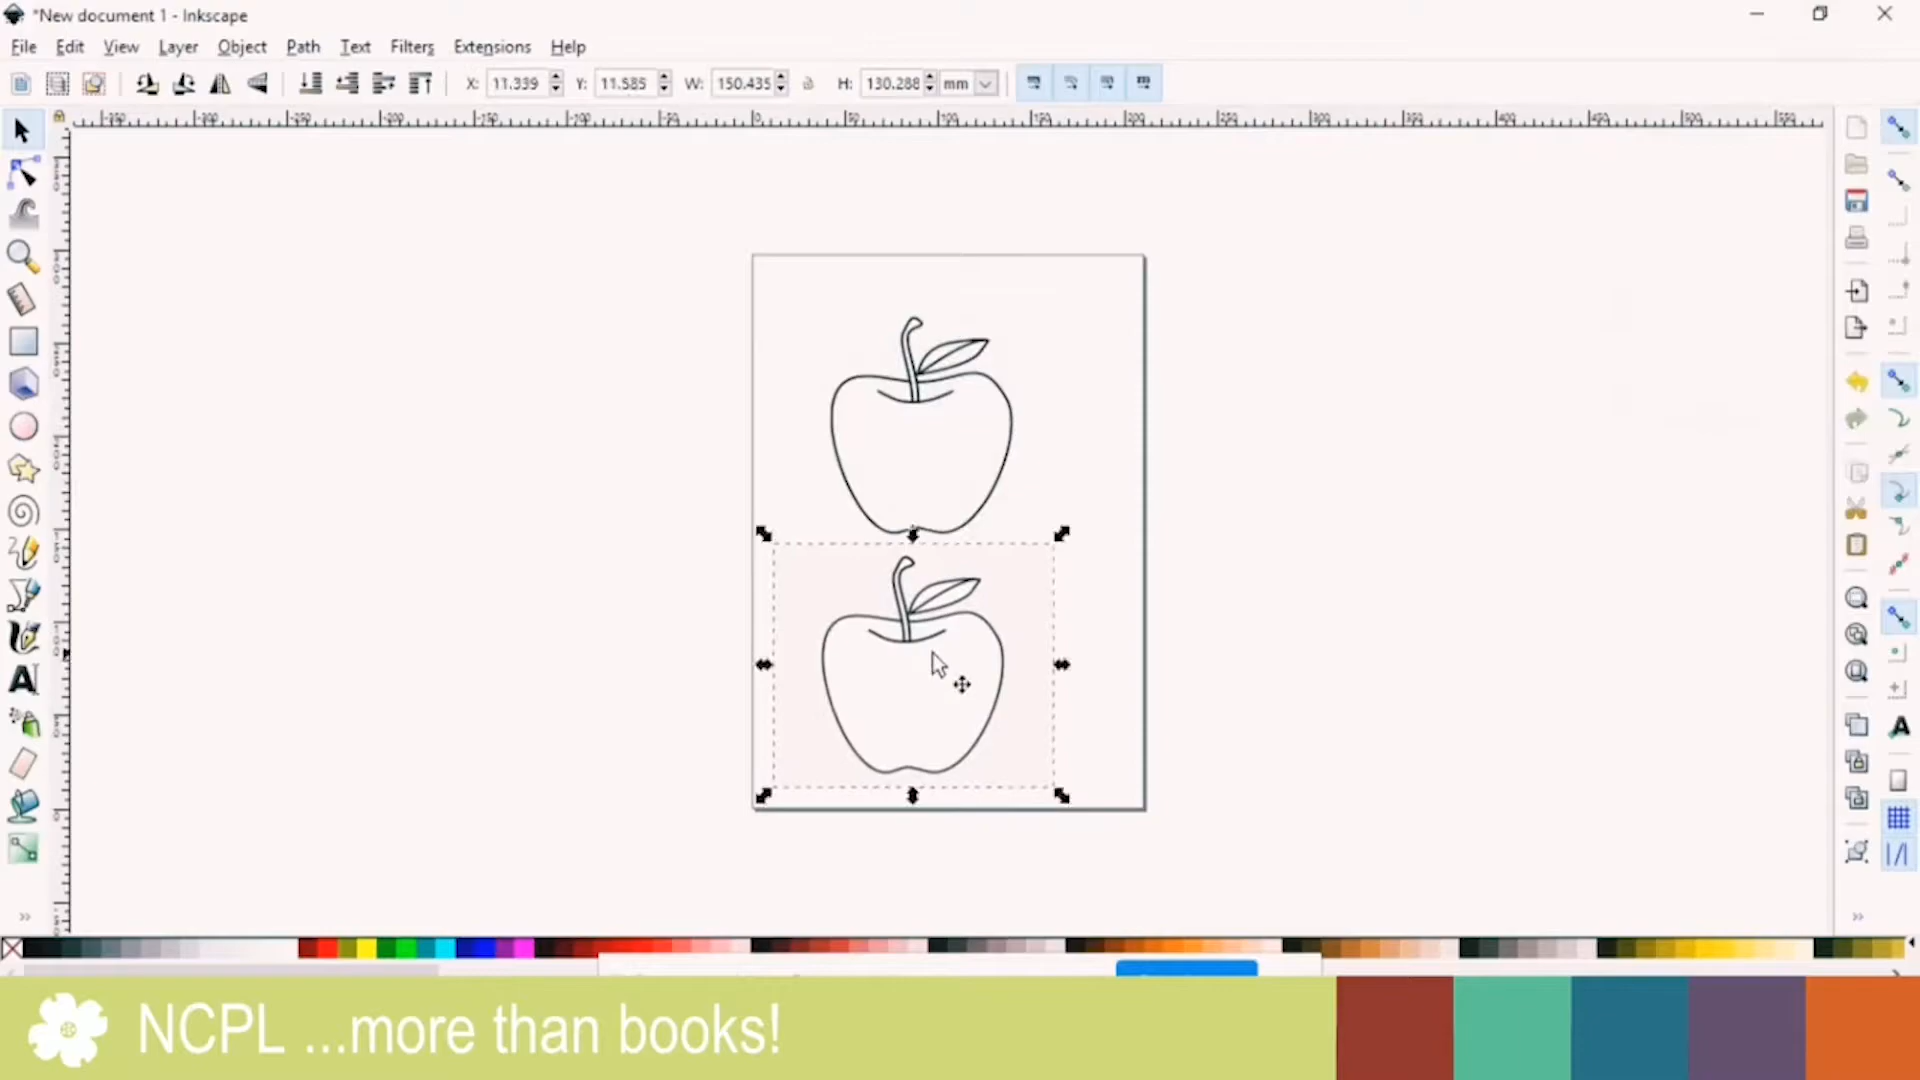 *New document 1 - Inkscape
File Edit View Layer Object Path Text Filters Extensions Help
X: 11.339 Y: 11.585 W: 150.435 H: 130.288 mm
NCPL ...more than books!